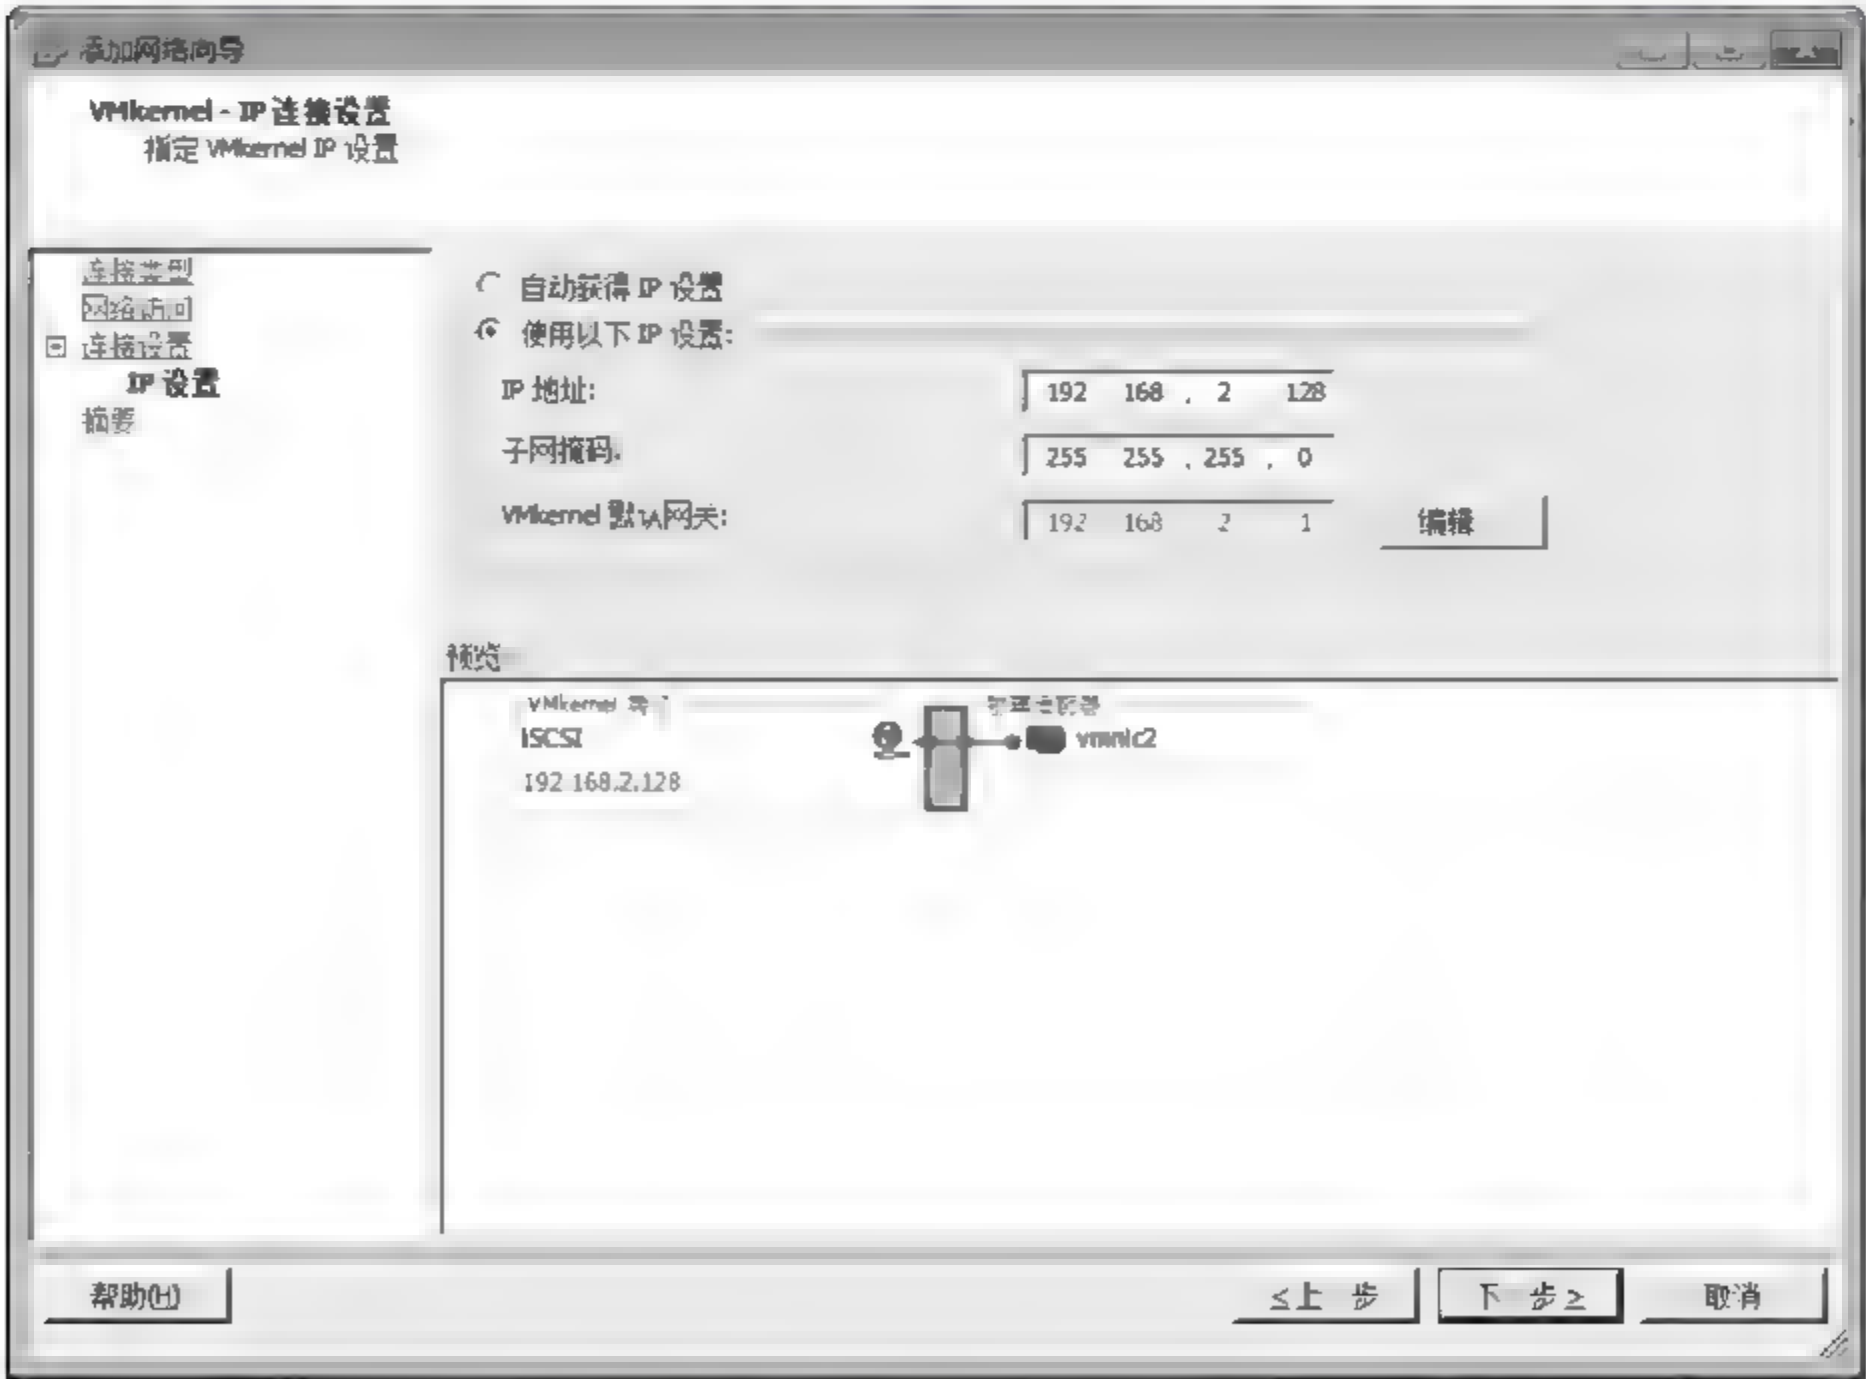 添加网络向导
VMkernel - IP 连接设置
指定 VMkernel IP 设置
连接类型
网络访问
连接设置
IP 设置
摘要
自动获得 IP 设置
使用以下 IP 设置:
IP 地址:
192 168 . 2 128
子网掩码:
255 255 . 255 . 0
VMkernel 默认网关:
192 168 2 1
编辑
预览
VMkernel
iSCSI
192.168.2.128
vmnic2
帮助(H)
≤上 步
下 步≥
取消